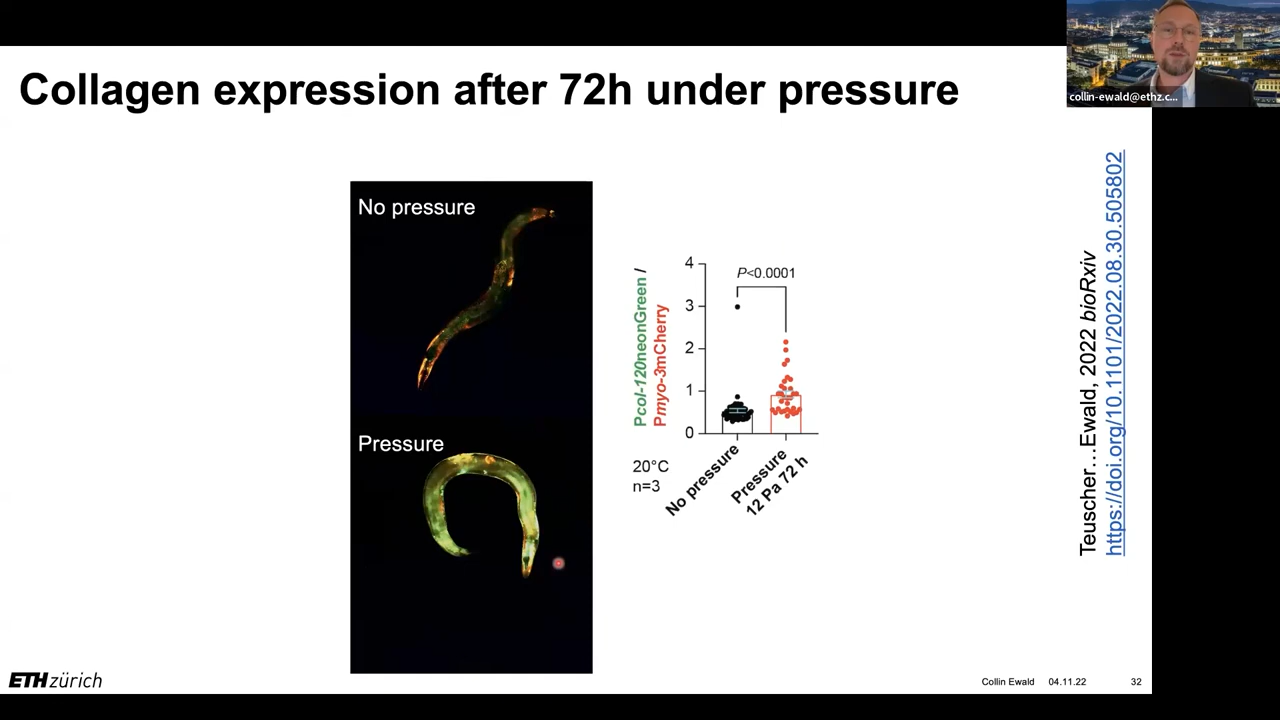 Collagen expression after 72h under pressure
collin-ewald@ethz.c...
No pressure
Pressure
Pcol-120neonGreen /
Pmyo-3mCherry
4
3
2
1
0
P<0.0001
20°C
n=3
No pressure
Pressure
12 Pa 72 h
Teuscher…Ewald, 2022 bioRxiv
https://doi.org/10.1101/2022.08.30.505802
ETHzürich
Collin Ewald 04.11.22 32